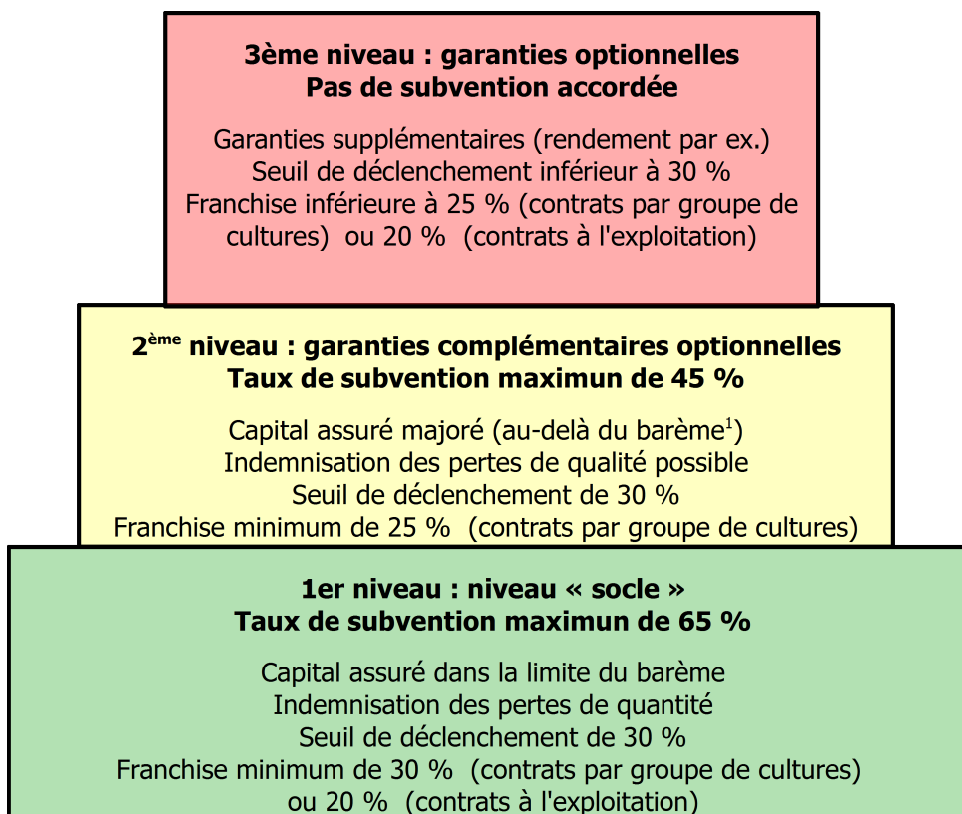 3ème niveau : garanties optionnelles
Pas de subvention accordée
Garanties supplémentaires (rendement par ex.)
Seuil de déclenchement inférieur à 30 %
Franchise inférieure à 25 % (contrats par groupe de
cultures)  ou 20 %  (contrats à l'exploitation)
2ème niveau : garanties complémentaires optionnelles
Taux de subvention maximun de 45 %
Capital assuré majoré (au-delà du barème1)
Indemnisation des pertes de qualité possible
Seuil de déclenchement de 30 %
Franchise minimum de 25 %  (contrats par groupe de cultures)
1er niveau : niveau « socle »
Taux de subvention maximun de 65 %
Capital assuré dans la limite du barème
Indemnisation des pertes de quantité
Seuil de déclenchement de 30 %
Franchise minimum de 30 %  (contrats par groupe de cultures)
ou 20 %  (contrats à l'exploitation)